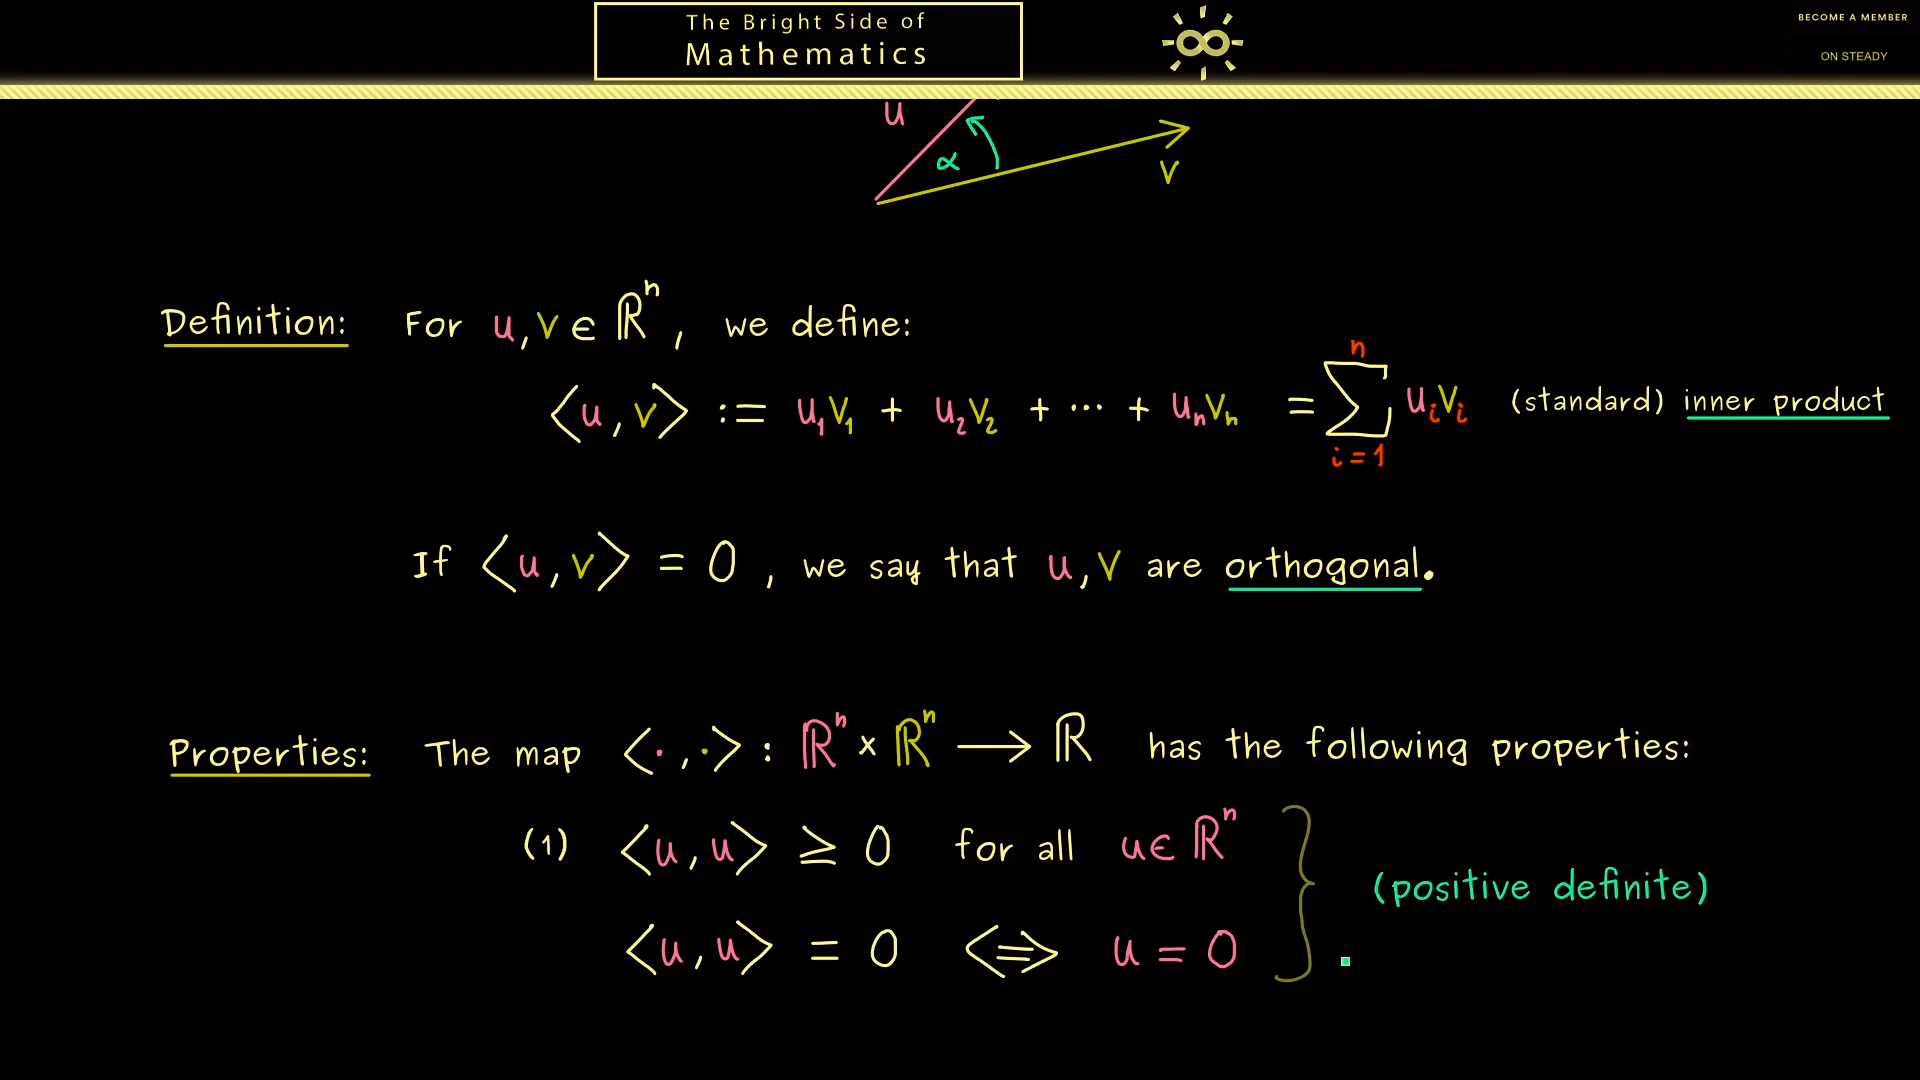 The Bright Side of
Mathematics
BECOME A MEMBER
ON STEADY
u
α
v
Definition: For u, v ∈ ℝⁿ, we define:
⟨u, v⟩ := u₁v₁ + u₂v₂ + ⋯ + uₙvₙ = ∑ⁿᵢ₌₁ uᵢvᵢ (standard) inner product
If ⟨u, v⟩ = 0, we say that u, v are orthogonal.
Properties: The map ⟨·,·⟩ : ℝⁿ × ℝⁿ ⟶ ℝ has the following properties:
(1) ⟨u, u⟩ ≥ 0 for all u ∈ ℝⁿ
(positive definite)
⟨u, u⟩ = 0 ⟺ u = 0